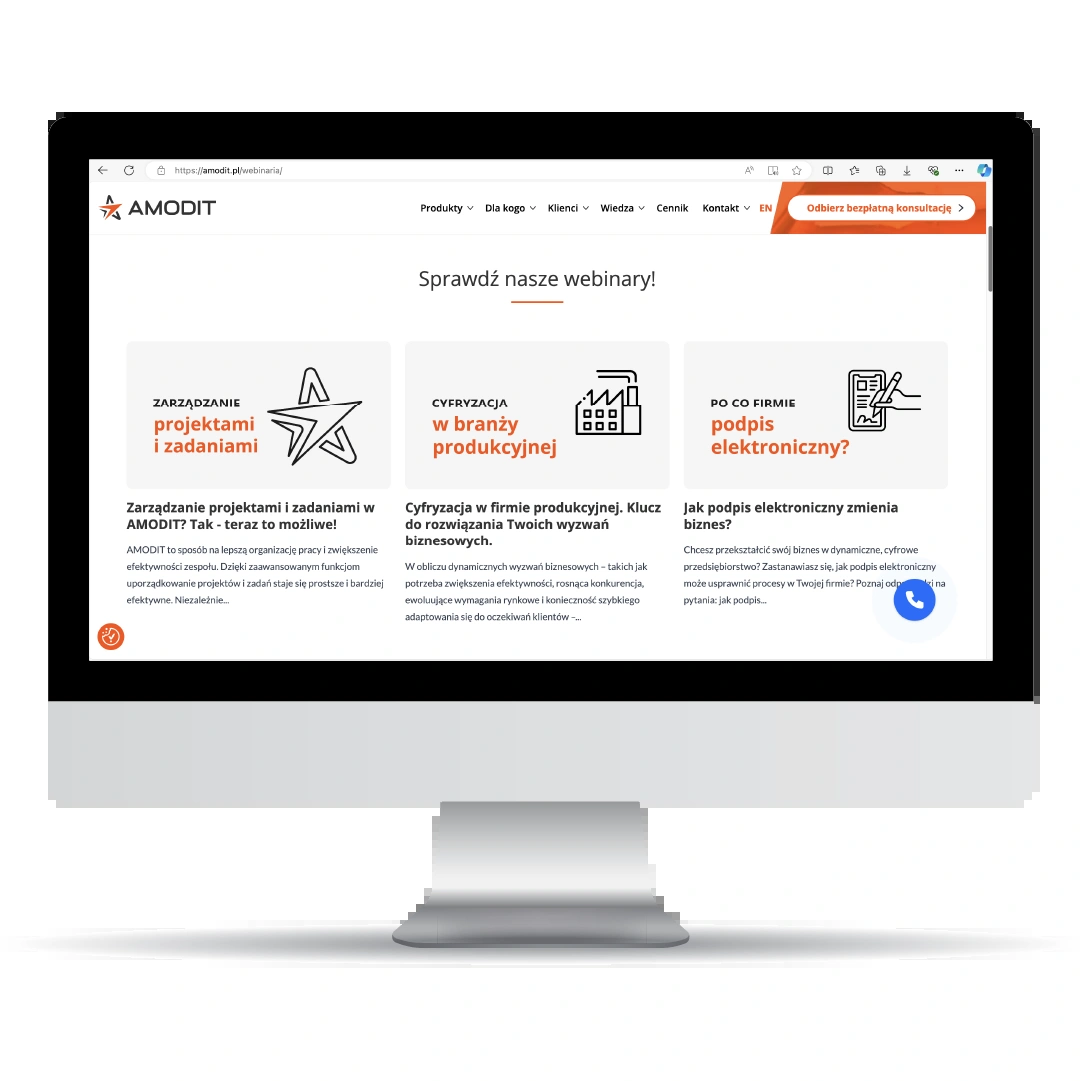 https://amodit.pl/webinaria/
AMODIT
Produkty Dla kogo Klienci Wiedza Cennik Kontakt EN Odbierz bezpłatną konsultację
Sprawdź nasze webinary!
ZARZĄDZANIE
projektami
i zadaniami
CYFRYZACJA
w branży
produkcyjnej
PO CO FIRMIE
podpis
elektroniczny?
Zarządzanie projektami i zadaniami w
AMODIT? Tak - teraz to możliwe!
AMODIT to sposób na lepszą organizację pracy i zwiększenie
efektywności zespołu. Dzięki zaawansowanym funkcjom
uporządkowanie projektów i zadań staje się prostsze i bardziej
efektywne. Niezależnie...
Cyfryzacja w firmie produkcyjnej. Klucz
do rozwiązania Twoich wyzwań
biznesowych.
W obliczu dynamicznych wyzwań biznesowych – takich jak
potrzeba zwiększenia efektywności, rosnąca konkurencja,
ewoluujące wymagania rynkowe i konieczność szybkiego
adaptowania się do oczekiwań klientów –...
Jak podpis elektroniczny zmienia
biznes?
Chcesz przekształcić swój biznes w dynamiczne, cyfrowe
przedsiębiorstwo? Zastanawiasz się, jak podpis elektroniczny
może usprawnić procesy w Twojej firmie? Poznaj na
pytania: jak podpis...